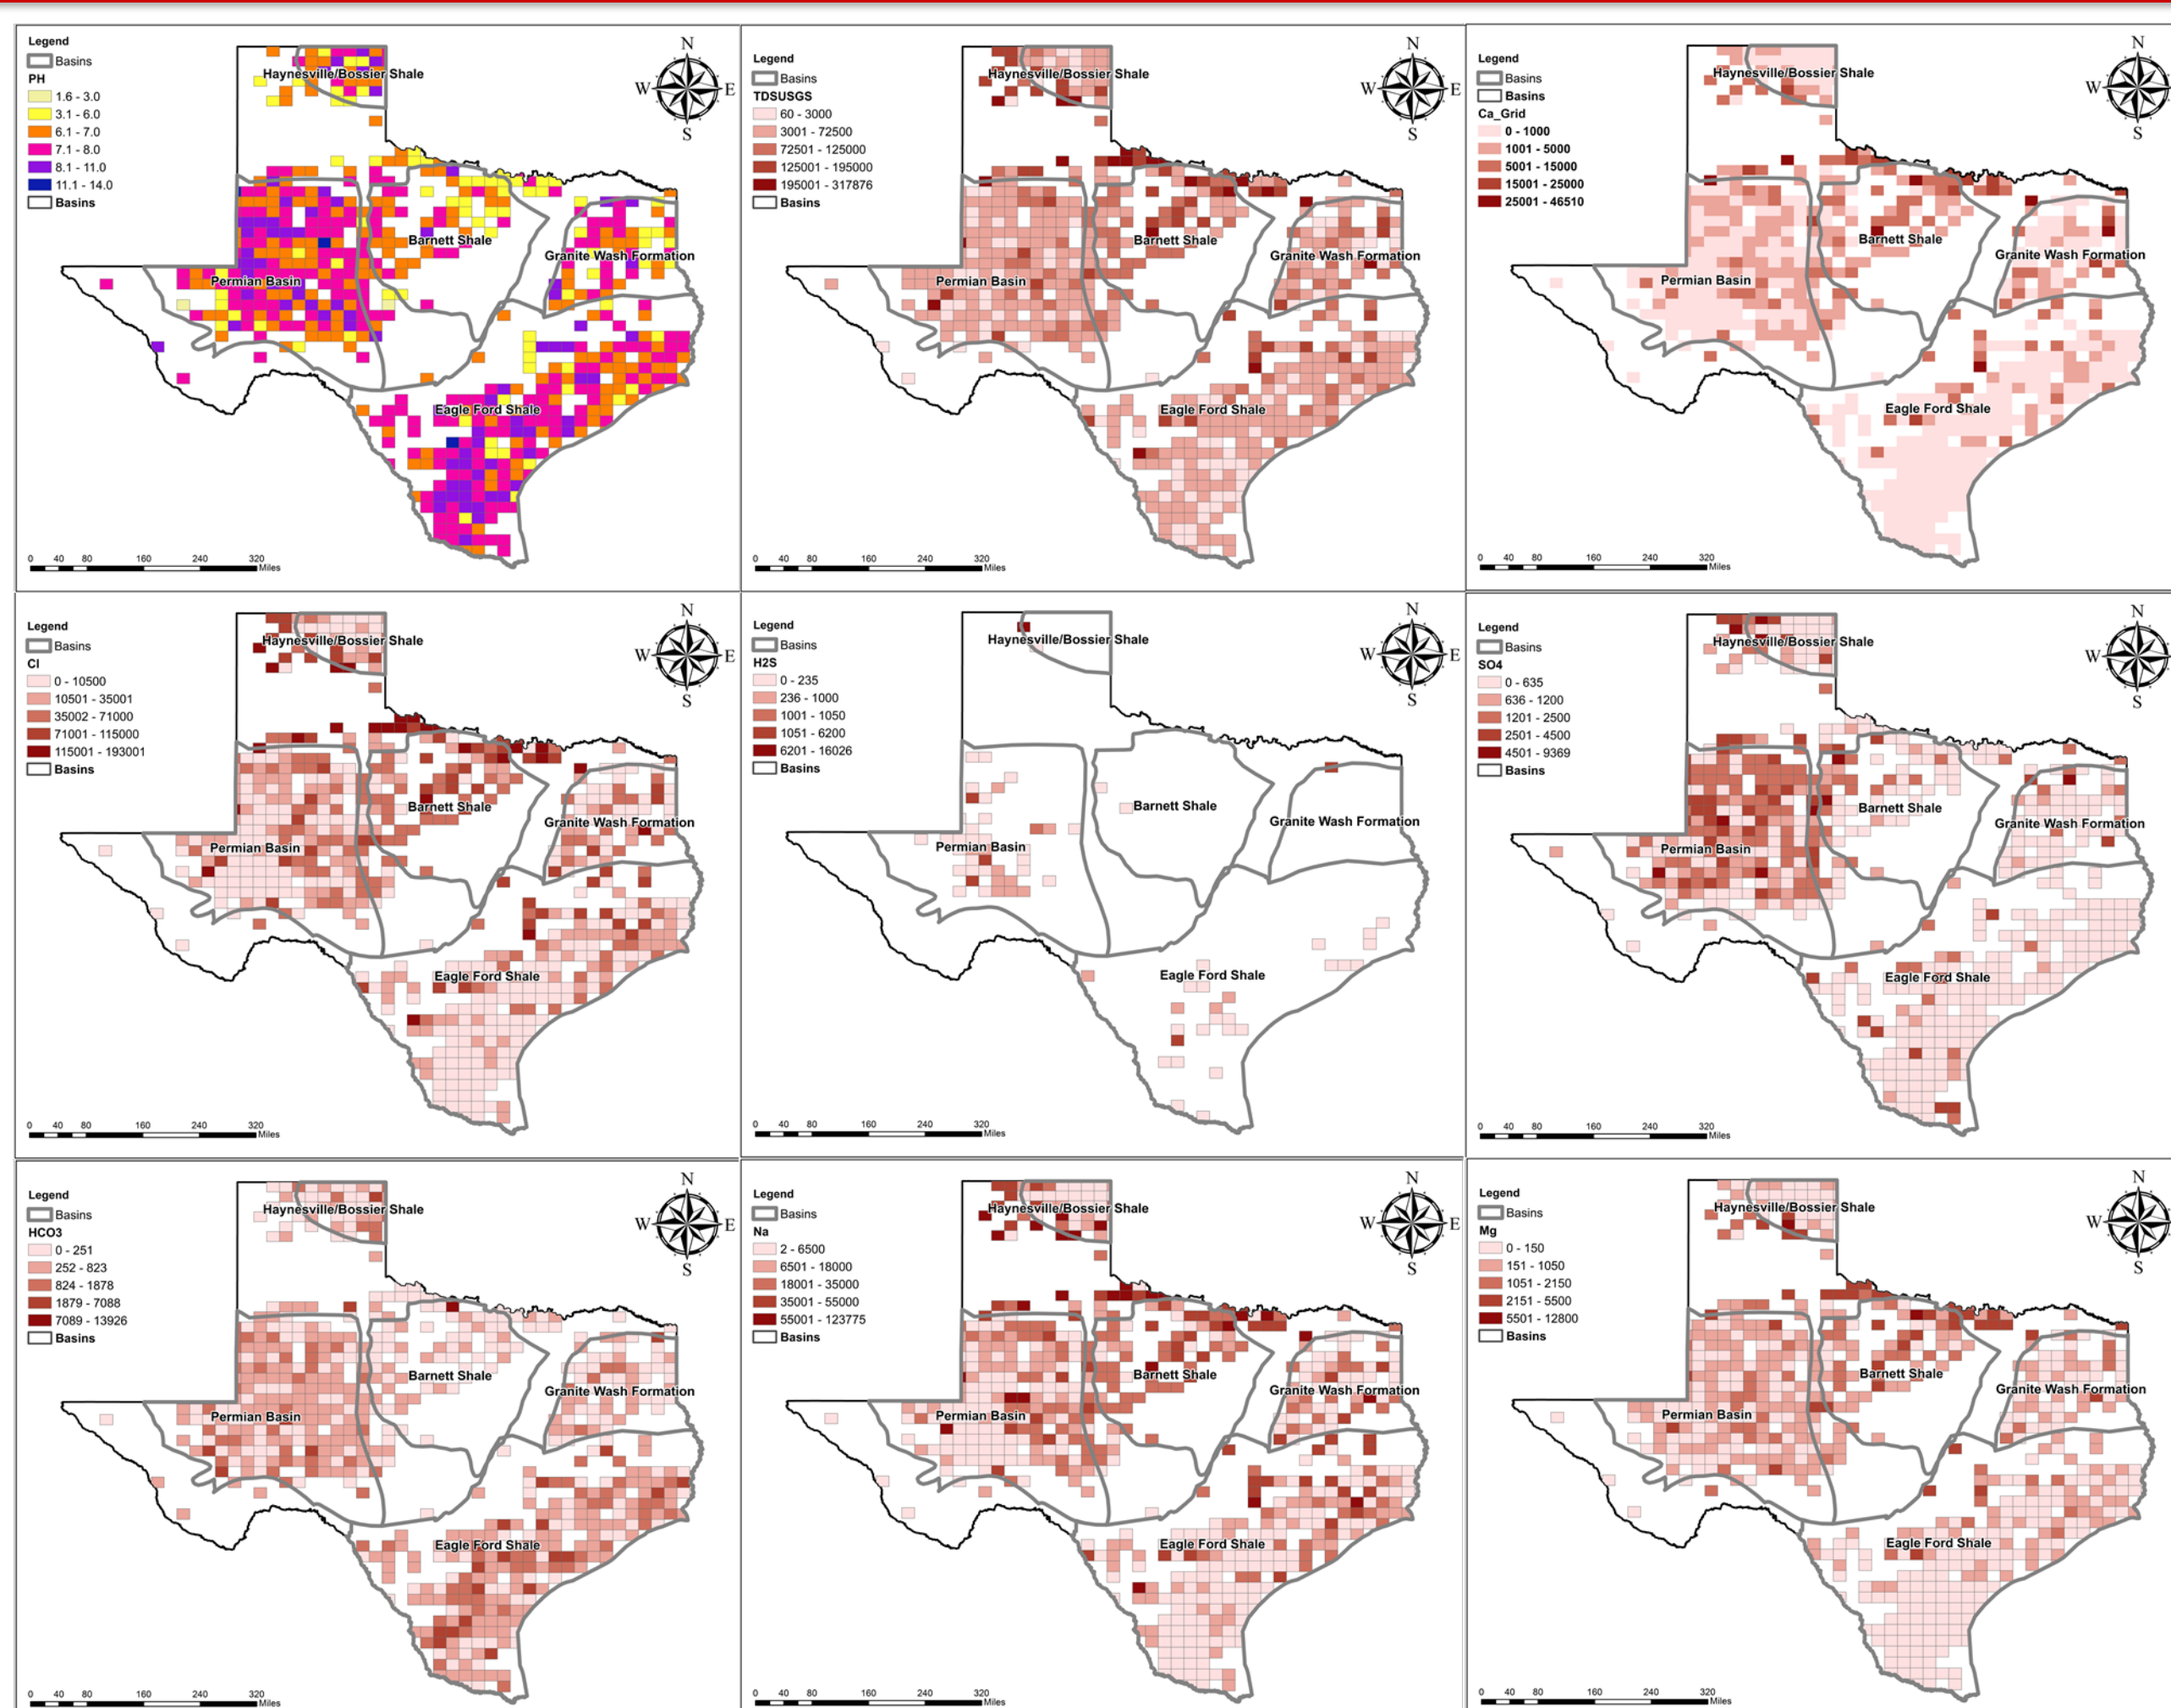 Legend
Basins
PH
1.6 - 3.0
3.1 - 6.0
6.1 - 7.0
7.1 - 8.0
8.1 - 11.0
11.1 - 14.0
Basins
N
W E
S
Haynesville/Bossier Shale
Barnett Shale
Granite Wash Formation
Permian Basin
Eagle Ford Shale
0 40 80 160 240 320
Miles
Legend
Basins
TDSUSGS
60 - 3000
3001 - 72500
72501 - 125000
125001 - 195000
195001 - 317876
Basins
N
W E
S
Haynesville/Bossier Shale
Barnett Shale
Granite Wash Formation
Permian Basin
Eagle Ford Shale
0 40 80 160 240 320
Miles
Legend
Basins
Basins
Ca_Grid
0 - 1000
1001 - 5000
5001 - 15000
15001 - 25000
25001 - 46510
N
W
S
Haynesville/Bossier Shale
Barnett Shale
Granite Wash Formation
Permian Basin
Eagle Ford Shale
0 40 80 160 240 320
Miles
Legend
Basins
Cl
0 - 10500
10501 - 35001
35002 - 71000
71001 - 115000
115001 - 193001
Basins
N
W E
S
Haynesville/Bossier Shale
Barnett Shale
Granite Wash Formation
Permian Basin
Eagle Ford Shale
0 40 80 160 240 320
Miles
Legend
Basins
H2S
0 - 235
236 - 1000
1001 - 1050
1051 - 6200
6201 - 16026
Basins
N
W E
S
Haynesville/Bossier Shale
Barnett Shale
Granite Wash Formation
Permian Basin
Eagle Ford Shale
0 40 80 160 240 320
Miles
Legend
Basins
SO4
0 - 635
636 - 1200
1201 - 2500
2501 - 4500
4501 - 9369
Basins
N
W
S
Haynesville/Bossier Shale
Barnett Shale
Granite Wash Formation
Permian Basin
Eagle Ford Shale
0 40 80 160 240 320
Miles
Legend
Basins
HCO3
0 - 251
252 - 823
824 - 1878
1879 - 7088
7089 - 13926
Basins
N
W E
S
Haynesville/Bossier Shale
Barnett Shale
Granite Wash Formation
Permian Basin
Eagle Ford Shale
0 40 80 160 240 320
Miles
Legend
Basins
Na
2 - 6500
6501 - 18000
18001 - 35000
35001 - 55000
55001 - 123775
Basins
N
W E
S
Haynesville/Bossier Shale
Barnett Shale
Granite Wash Formation
Permian Basin
Eagle Ford Shale
0 40 80 160 240 320
Miles
Legend
Basins
Mg
0 - 150
151 - 1050
1051 - 2150
2151 - 5500
5501 - 12800
Basins
N
W
S
Haynesville/Bossier Shale
Barnett Shale
Granite Wash Formation
Permian Basin
Eagle Ford Shale
0 40 80 160 240 320
Miles